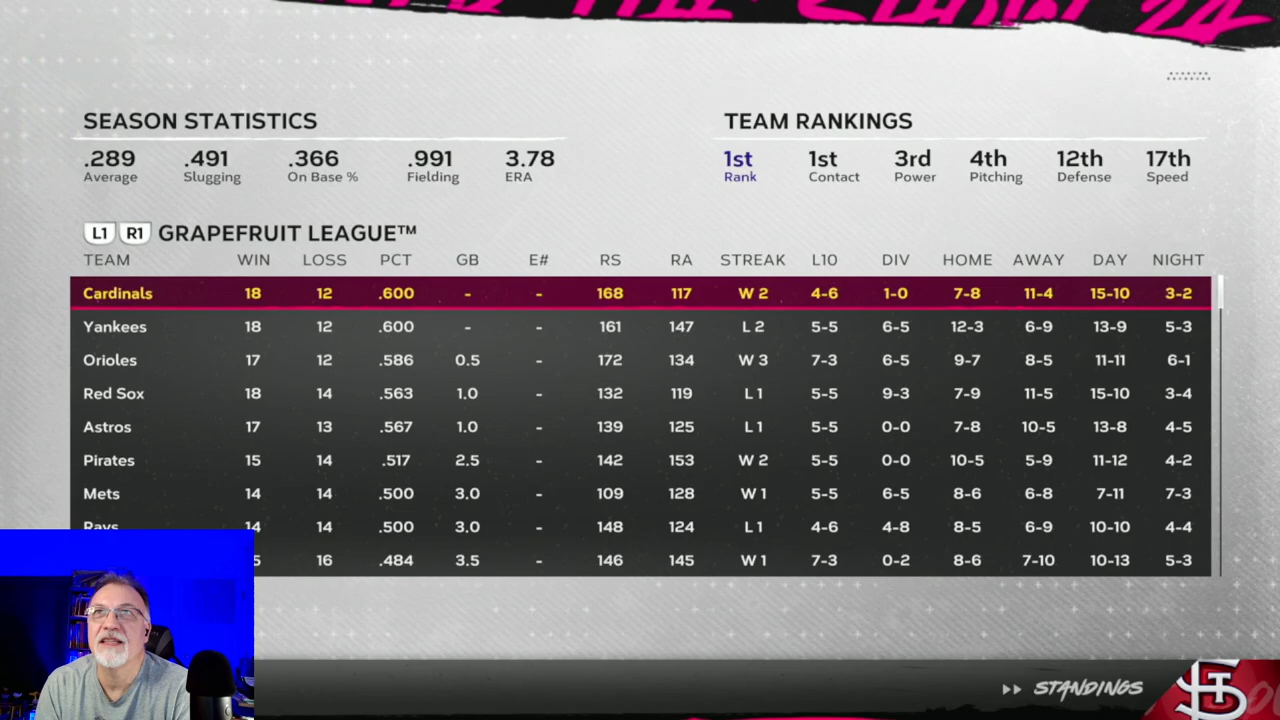 THE SHOW 24
SEASON STATISTICS
.289 .491 .366 .991 3.78
Average Slugging On Base % Fielding ERA
TEAM RANKINGS
1st 1st 3rd 4th 12th 17th
Rank Contact Power Pitching Defense Speed
L1 R1 GRAPEFRUIT LEAGUE™
TEAM WIN LOSS PCT GB E# RS RA STREAK L10 DIV HOME AWAY DAY NIGHT
Cardinals 18 12 .600 - - 168 117 W 2 4-6 1-0 7-8 11-4 15-10 3-2
Yankees 18 12 .600 - - 161 147 L 2 5-5 6-5 12-3 6-9 13-9 5-3
Orioles 17 12 .586 0.5 - 172 134 W 3 7-3 6-5 9-7 8-5 11-11 6-1
Red Sox 18 14 .563 1.0 - 132 119 L 1 5-5 9-3 7-9 11-5 15-10 3-4
Astros 17 13 .567 1.0 - 139 125 L 1 5-5 0-0 7-8 10-5 13-8 4-5
Pirates 15 14 .517 2.5 - 142 153 W 2 5-5 0-0 10-5 5-9 11-12 4-2
Mets 14 14 .500 3.0 - 109 128 W 1 5-5 6-5 8-6 6-8 7-11 7-3
Rays 14 14 .500 3.0 - 148 124 L 1 4-6 4-8 8-5 6-9 10-10 4-4
5 16 .484 3.5 - 146 145 W 1 7-3 0-2 8-6 7-10 10-13 5-3
STANDINGS
STL